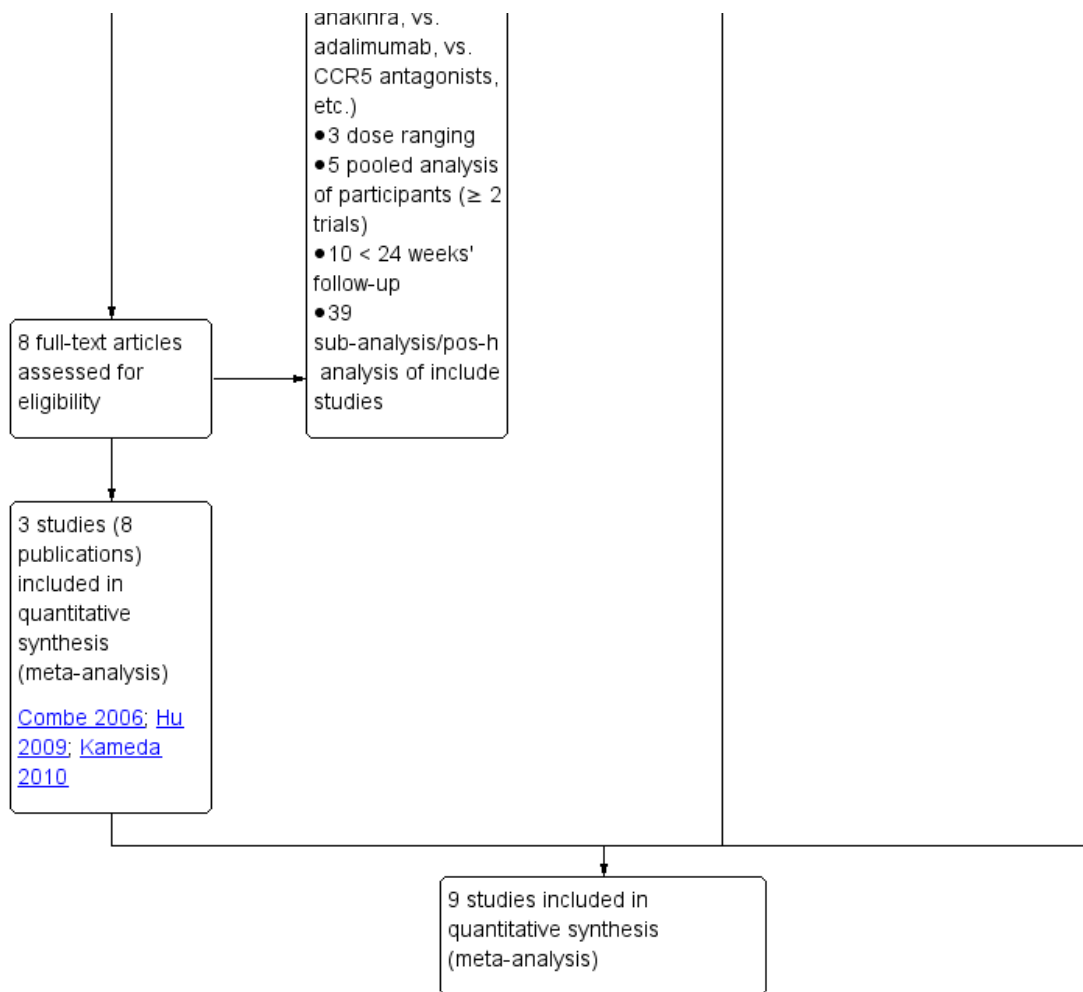 anakinra, vs.
adalimumab, vs.
CCR5 antagonists,
etc.)
●3 dose ranging
●5 pooled analysis
of participants (≥ 2
trials)
●10 < 24 weeks'
follow-up
●39
sub-analysis/pos-h
analysis of include
studies
8 full-text articles
assessed for
eligibility
3 studies (8
publications)
included in
quantitative
synthesis
(meta-analysis)
Combe 2006; Hu
2009; Kameda
2010
9 studies included in
quantitative synthesis
(meta-analysis)